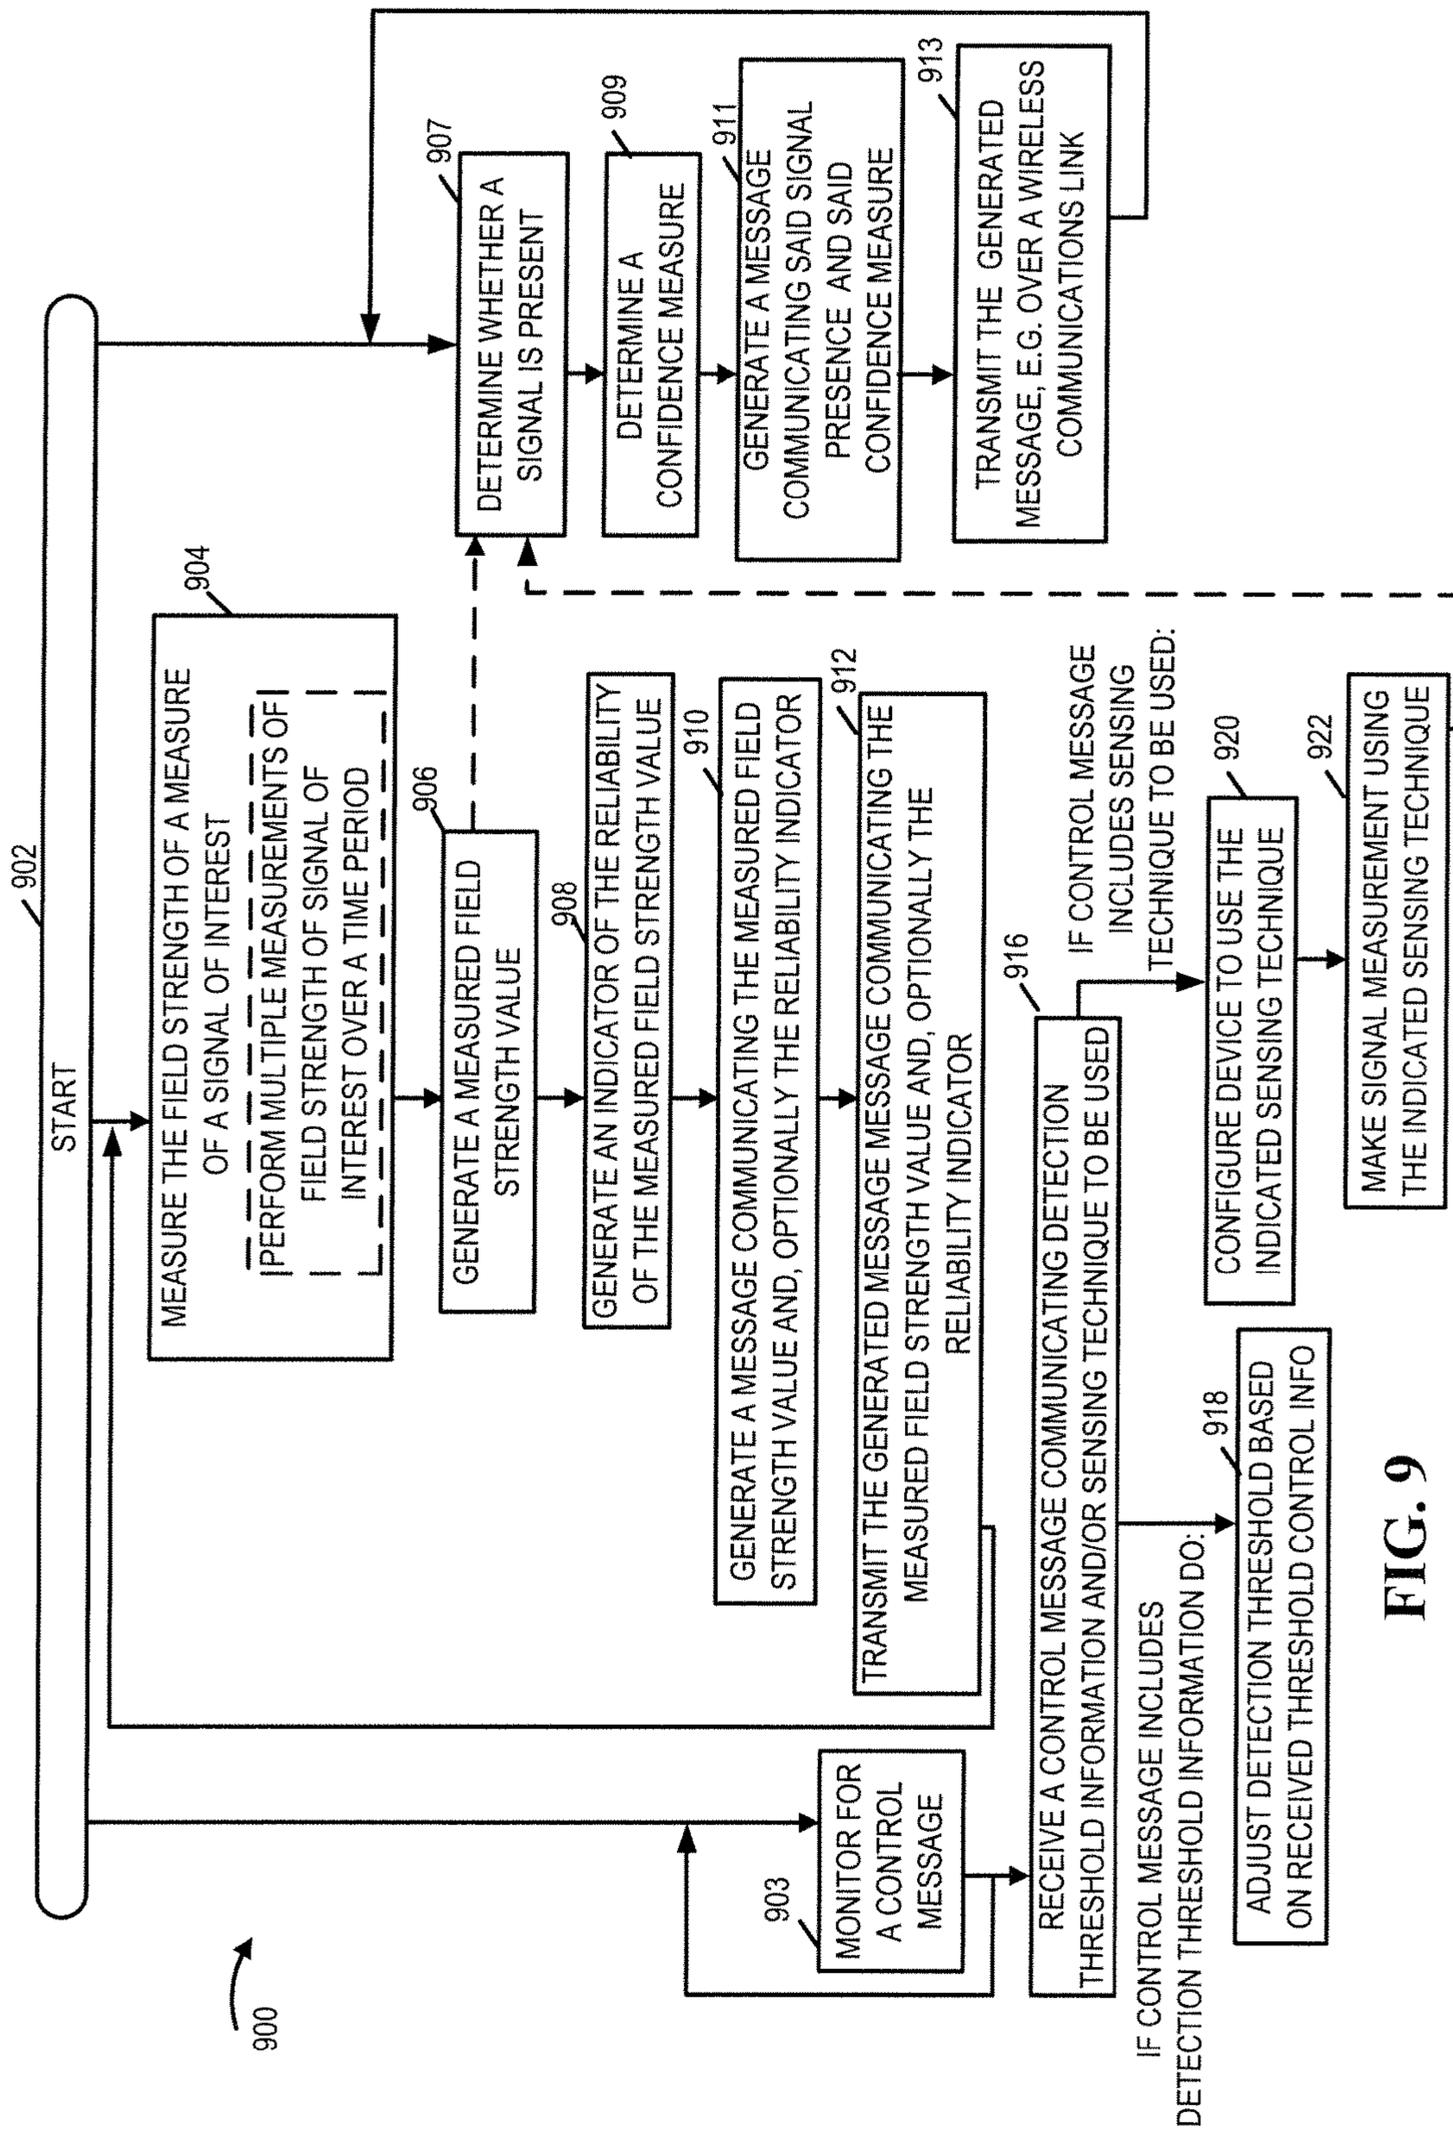 900
902
START
904
MEASURE THE FIELD STRENGTH OF A MEASURE
OF A SIGNAL OF INTEREST
PERFORM MULTIPLE MEASUREMENTS OF
FIELD STRENGTH OF SIGNAL OF
INTEREST OVER A TIME PERIOD
906
GENERATE A MEASURED FIELD
STRENGTH VALUE
908
GENERATE AN INDICATOR OF THE RELIABILITY
OF THE MEASURED FIELD STRENGTH VALUE
910
GENERATE A MESSAGE COMMUNICATING THE MEASURED FIELD
STRENGTH VALUE AND, OPTIONALLY THE RELIABILITY INDICATOR
912
TRANSMIT THE GENERATED MESSAGE MESSAGE COMMUNICATING THE
MEASURED FIELD STRENGTH VALUE AND, OPTIONALLY THE
RELIABILITY INDICATOR
907
DETERMINE WHETHER A
SIGNAL IS PRESENT
909
DETERMINE A
CONFIDENCE MEASURE
911
GENERATE A MESSAGE
COMMUNICATING SAID SIGNAL
PRESENCE AND SAID
CONFIDENCE MEASURE
913
TRANSMIT THE GENERATED
MESSAGE, E.G. OVER A WIRELESS
COMMUNICATIONS LINK
903
MONITOR FOR
A CONTROL
MESSAGE
916
RECEIVE A CONTROL MESSAGE COMMUNICATING DETECTION
THRESHOLD INFORMATION AND/OR SENSING TECHNIQUE TO BE USED
IF CONTROL MESSAGE INCLUDES
DETECTION THRESHOLD INFORMATION DO:
918
ADJUST DETECTION THRESHOLD BASED
ON RECEIVED THRESHOLD CONTROL INFO
IF CONTROL MESSAGE
INCLUDES SENSING
TECHNIQUE TO BE USED:
920
CONFIGURE DEVICE TO USE THE
INDICATED SENSING TECHNIQUE
922
MAKE SIGNAL MEASUREMENT USING
THE INDICATED SENSING TECHNIQUE
FIG. 9